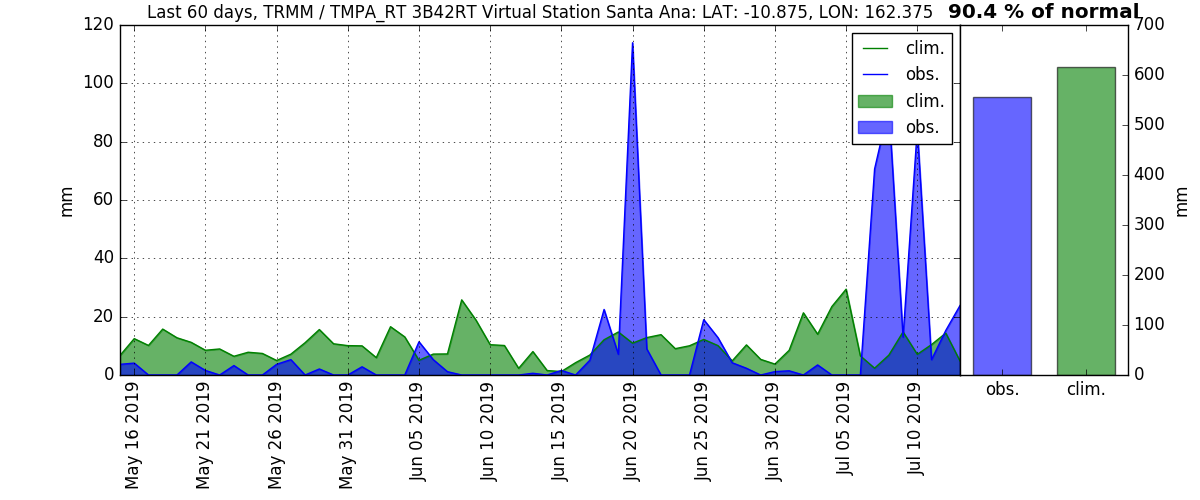 Last 60 days, TRMM / TMPA_RT 3B42RT Virtual Station Santa Ana: LAT: -10.875, LON: 162.375 90.4 % of normal
120
100
80
60
40
20
0
mm
clim.
obs.
clim.
obs.
May 16 2019
May 21 2019
May 26 2019
May 31 2019
Jun 05 2019
Jun 10 2019
Jun 15 2019
Jun 20 2019
Jun 25 2019
Jun 30 2019
Jul 05 2019
Jul 10 2019
700
600
500
400
300
200
100
0
mm
obs.
clim.